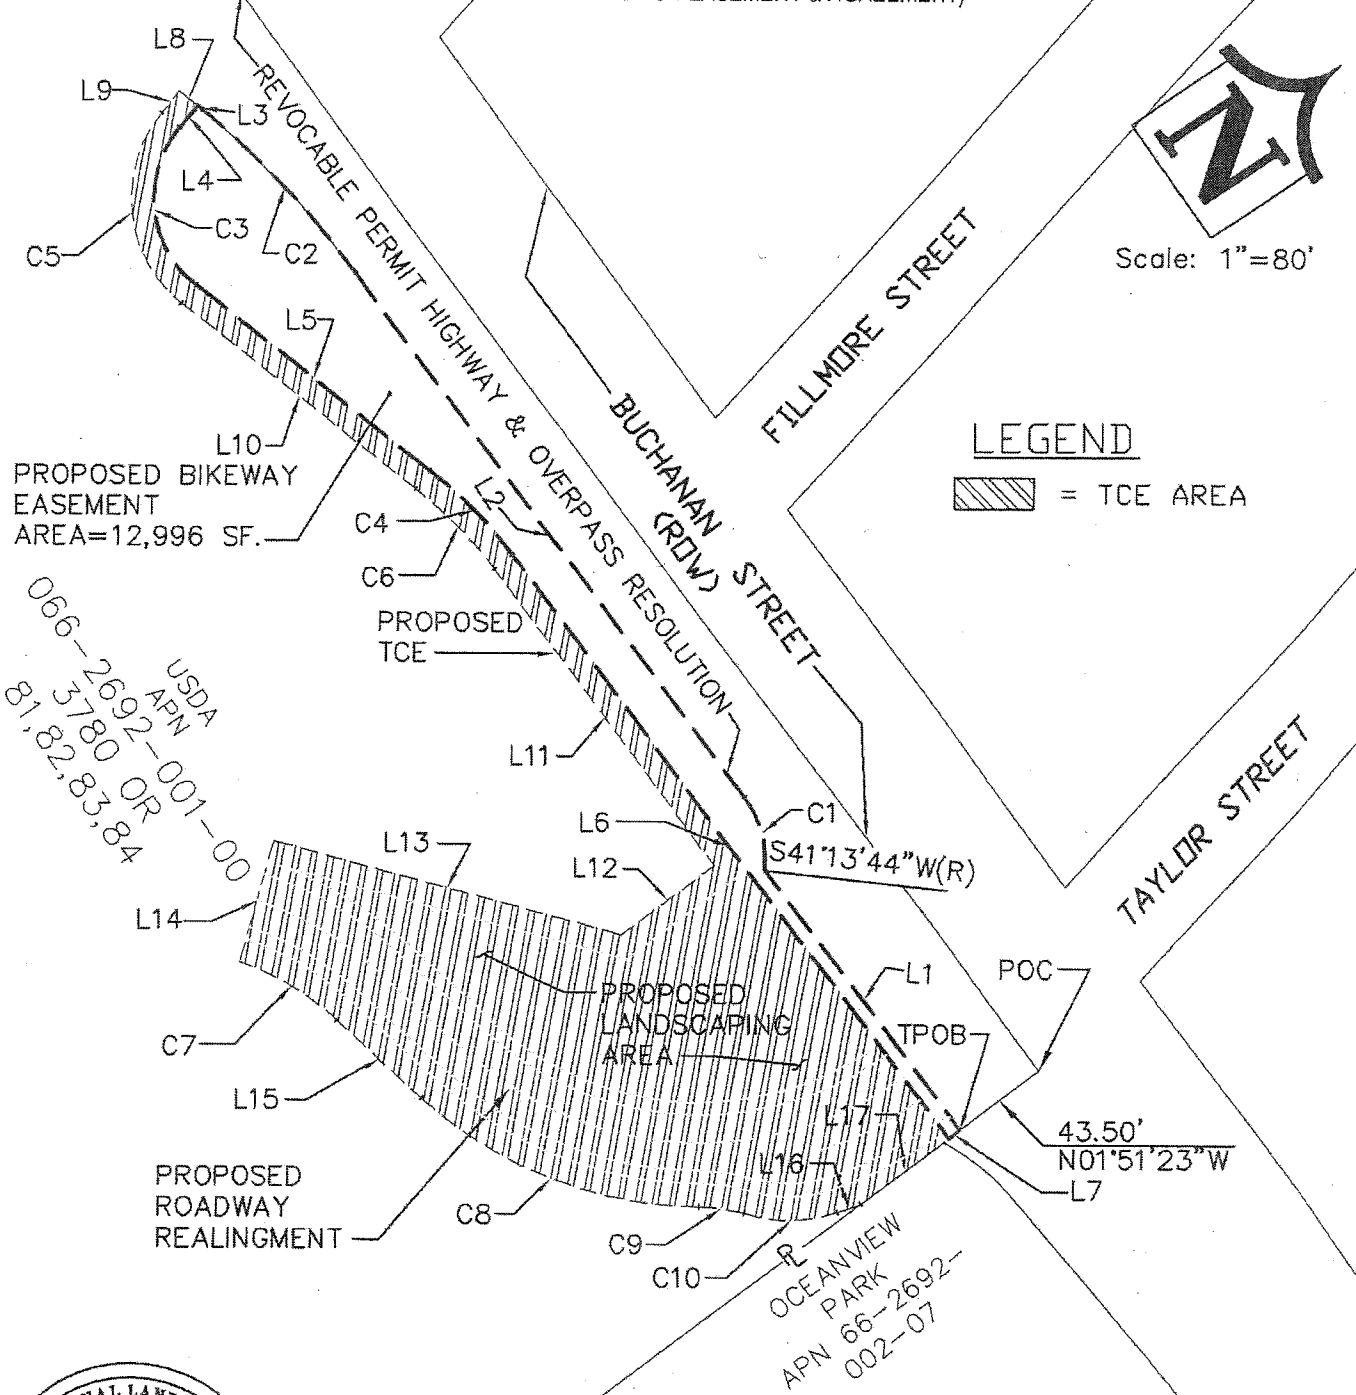 L8
L9
L3
L4
C3
C5
C2
REVOCABLE PERMIT HIGHWAY & OVERPASS RESOLUTION
N
Scale: 1"=80'
FILLMORE STREET
L5
L10
BUCHANAN STREET
(ROW)
LEGEND
= TCE AREA
PROPOSED BIKEWAY
EASEMENT
AREA=12,996 SF.
L2
C4
C6
PROPOSED
TCE
USDA
APN
066-2692-001-00
3780 OR
81,82,83,84
L11
C1
L6
S41°13'44"W(R)
L13
L12
L14
TAYLOR STREET
POC
L1
PROPOSED
LANDSCAPING
AREA
TPOB
C7
L15
L17
43.50'
N01°51'23"W
L16
L7
PROPOSED
ROADWAY
REALINGMENT
C8
C9
C10
PL
OCEANVIEW
PARK
APN 66-2692-
002-07